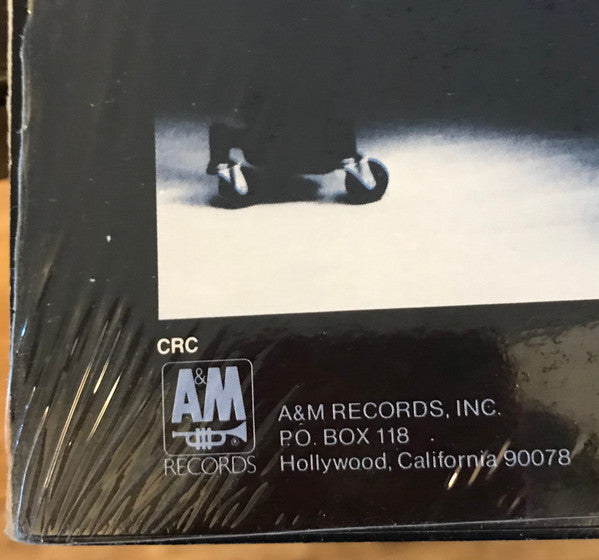 CRC
&
A&M
®
RECORDS
A&M RECORDS, INC.
P.O. BOX 118
Hollywood, California 90078